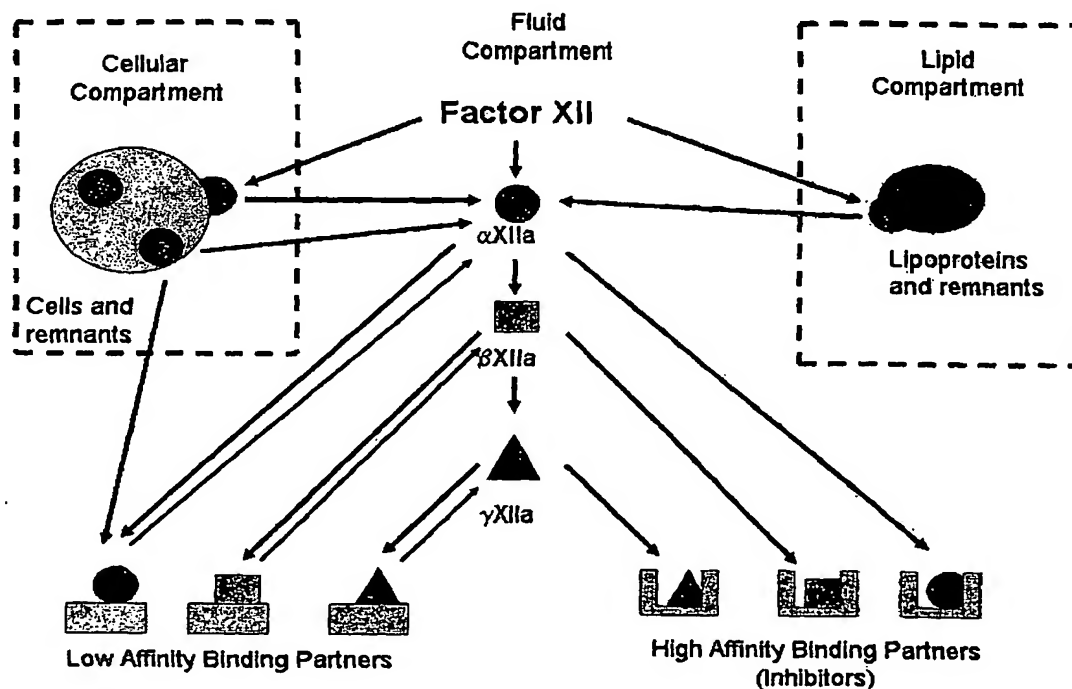 Fluid
Compartment
Cellular
Compartment
Lipid
Compartment
Factor XII
αXIIa
Cells and
remnants
Lipoproteins
and remnants
βXIIa
γXIIa
Low Affinity Binding Partners
High Affinity Binding Partners
(Inhibitors)